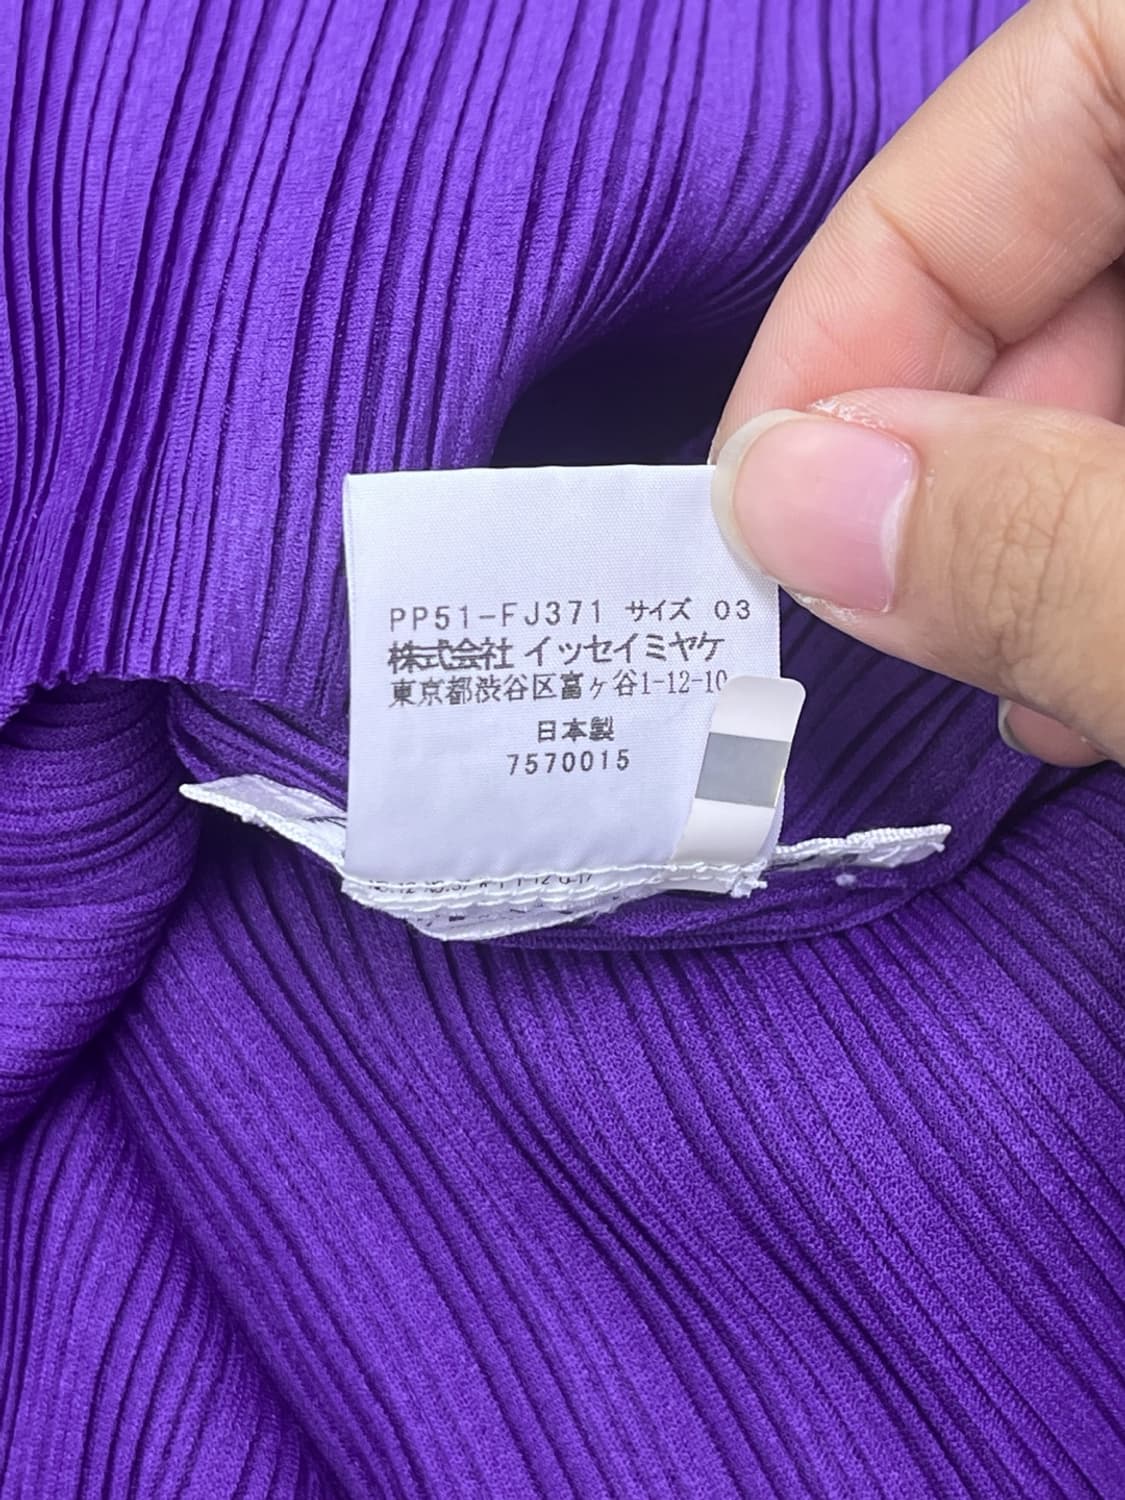 PP51-FJ371 サイズ 03
株式会社 イッセイミヤケ
東京都渋谷区富ヶ谷1-12-10
日本製
7570015